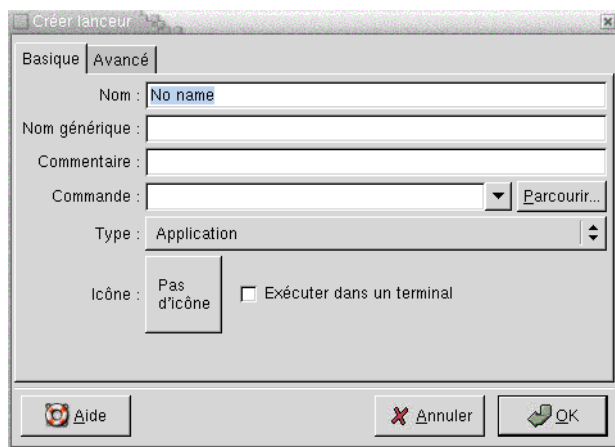 Créer lanceur
Basique Avancé
Nom : No name
Nom générique :
Commentaire :
Commande : Parcourir...
Type : Application
Icône : Pas d'icône Exécuter dans un terminal
Aide Annuler OK